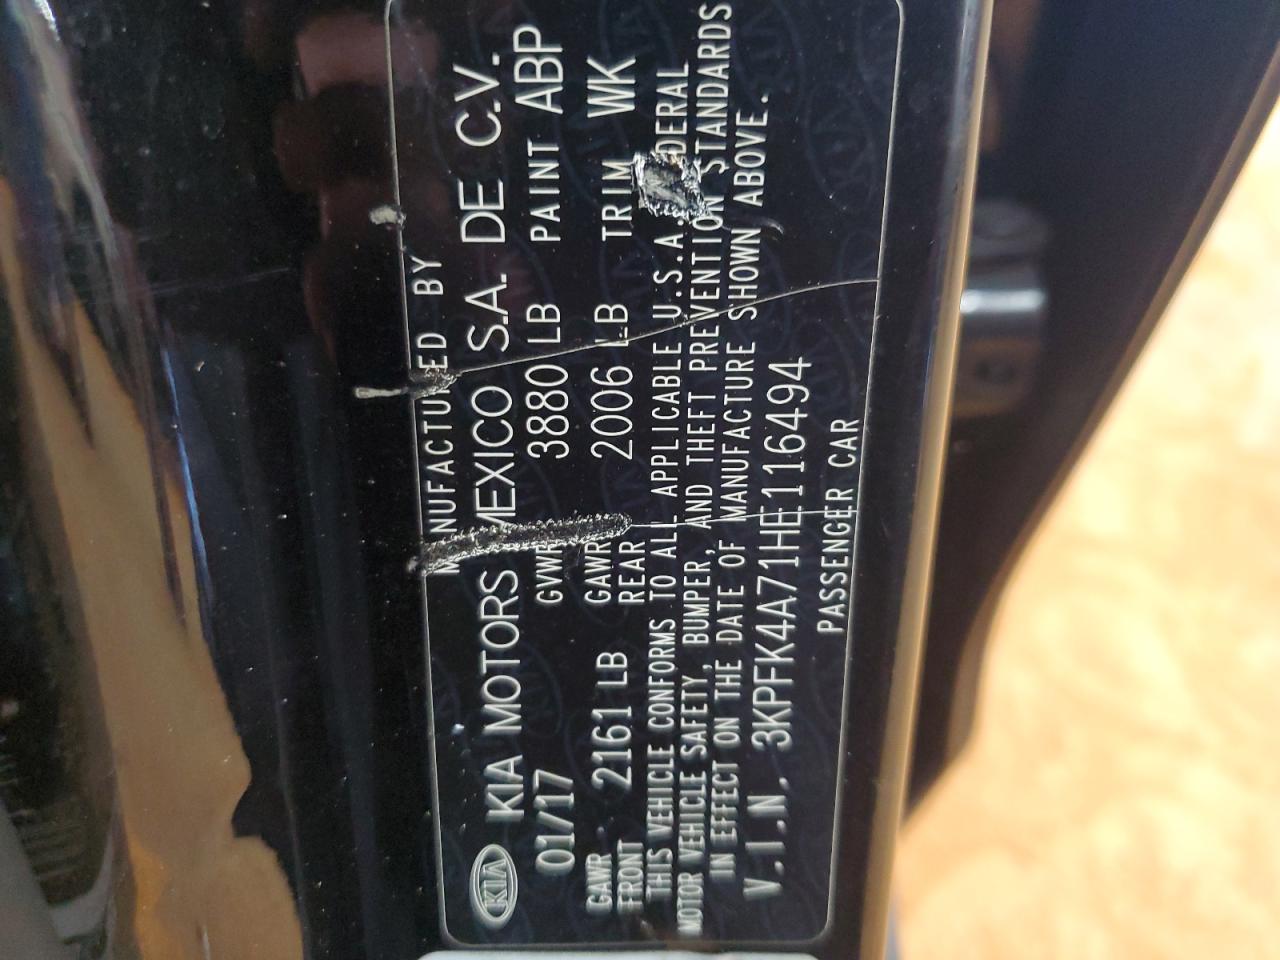 MANUFACTURED BY
KIA KIA MOTORS MEXICO S.A. DE C.V.
01/17 GVWR 3880 LB PAINT ABP
GAWR FRONT 2161 LB GAWR REAR 2006 LB TRIM WK
THIS VEHICLE CONFORMS TO ALL APPLICABLE U.S.A. DERAL
MOTOR VEHICLE SAFETY, BUMPER, AND THEFT PREVENTION STANDARDS
IN EFFECT ON THE DATE OF MANUFACTURE SHOWN ABOVE.
V.I.N. 3KPFK4A71HE116494
PASSENGER CAR